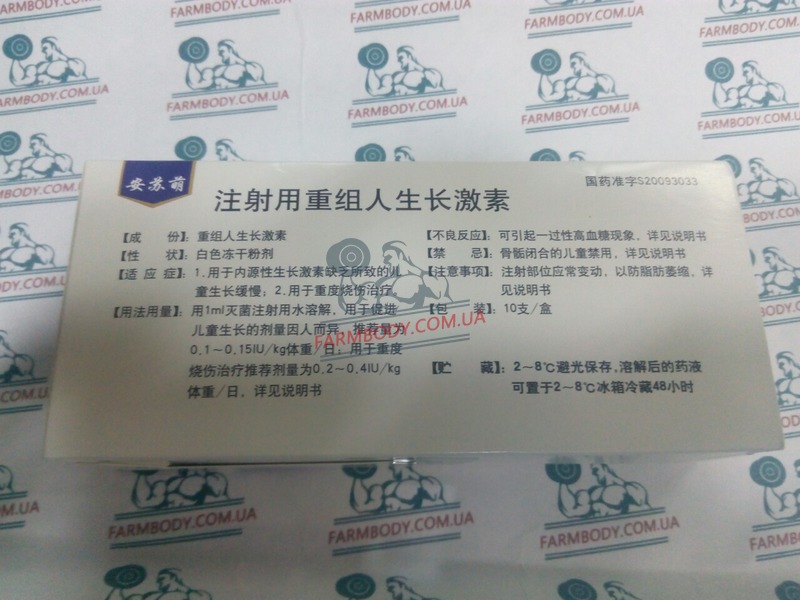 安苏萌
注射用重组人生长激素
国药准字S20093033
【成 份】：重组人生长激素
【性 状】：白色冻干粉剂
【适 应 症】：1.用于内源性生长激素缺乏所致的儿
童生长缓慢；2.用于重度烧伤治疗
【用法用量】：用1ml灭菌注射用水溶解，用于促进
儿童生长的剂量因人而异，推荐量为
0.1～0.15IU/kg体重/日；用于重度
烧伤治疗推荐剂量为0.2～0.4IU/kg
体重/日，详见说明书
【不良反应】：可引起一过性高血糖现象，详见说明书
【禁 忌】：骨骺闭合的儿童禁用，详见说明书
【注意事项】：注射部位应常变动，以防脂肪萎缩，详
见说明书
【包 装】：10支/盒
【贮 藏】：2～8℃避光保存，溶解后的药液
可置于2～8℃冰箱冷藏48小时
FARMBODY.COM.UA
FARMBODY.COM.UA
FARMBODY.COM.UA
FARMBODY.COM.UA
FARMBODY.COM.UA
FARMBODY.COM.UA
FARMBODY.COM.UA
FARMBODY.COM.UA
FARMBODY.COM.UA